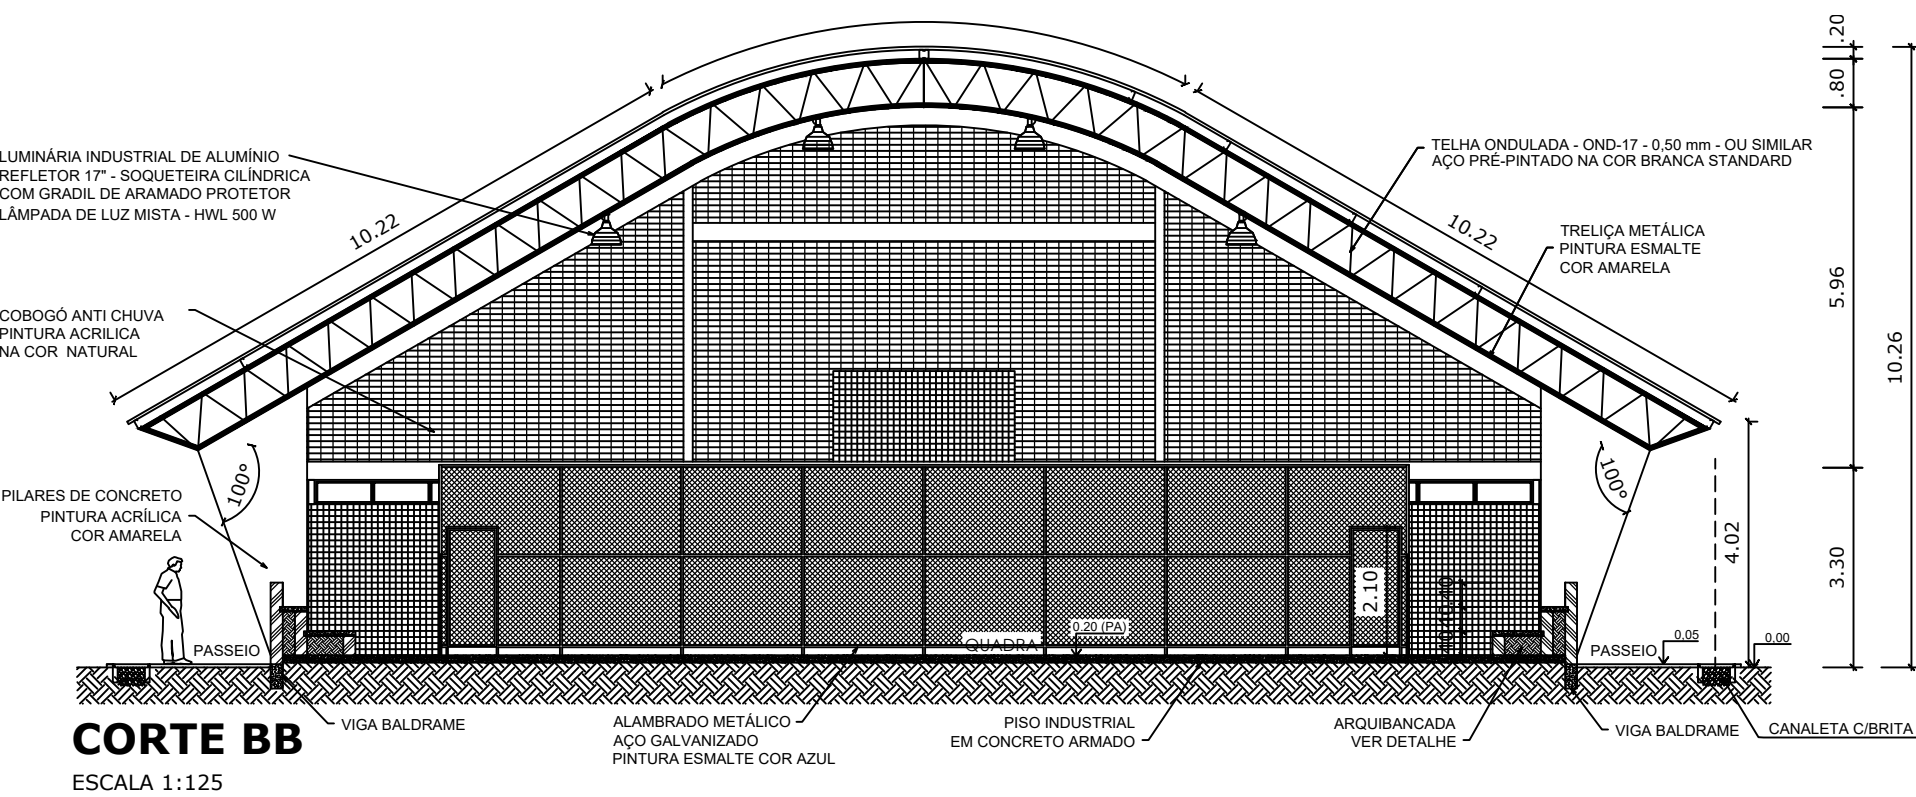 LUMINÁRIA INDUSTRIAL DE ALUMÍNIO
REFLETOR 17" - SOQUETEIRA CILÍNDRICA
COM GRADIL DE ARAMADO PROTETOR
LÂMPADA DE LUZ MISTA - HWL 500 W
10.22
COBOGÓ ANTI CHUVA
PINTURA ACRILICA
NA COR NATURAL
100°
PILARES DE CONCRETO
PINTURA ACRÍLICA
COR AMARELA
PASSEIO
TELHA ONDULADA - OND-17 - 0,50 mm - OU SIMILAR
AÇO PRÉ-PINTADO NA COR BRANCA STANDARD
10.22
TRELIÇA METÁLICA
PINTURA ESMALTE
COR AMARELA
100°
.20
.80
5.96
10.26
3.30
4.02
2.10
QUADRA
0.20 (PA)
PASSEIO
0,05
0,00
VIGA BALDRAME
ALAMBRADO METÁLICO
AÇO GALVANIZADO
PINTURA ESMALTE COR AZUL
PISO INDUSTRIAL
EM CONCRETO ARMADO
ARQUIBANCADA
VER DETALHE
VIGA BALDRAME
CANALETA C/BRITA
CORTE BB
ESCALA 1:125